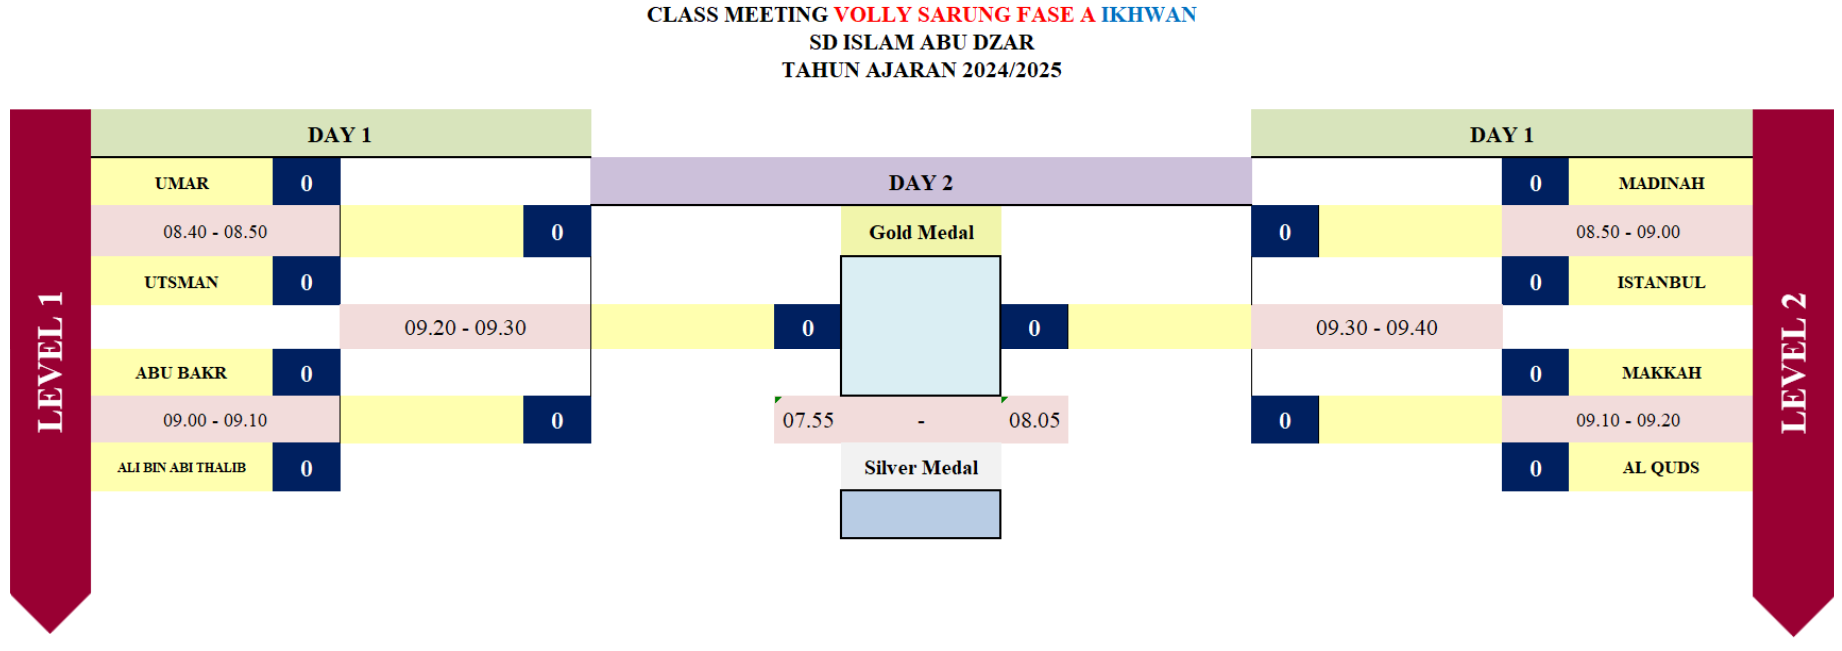 CLASS MEETING VOLLY SARUNG FASE A IKHWAN
SD ISLAM ABU DZAR
TAHUN AJARAN 2024/2025
LEVEL 1
DAY 1
UMAR 0
08.40 - 08.50
0
UTSMAN 0
09.20 - 09.30
ABU BAKR 0
09.00 - 09.10
0
ALI BIN ABI THALIB 0
DAY 2
Gold Medal
0
0
07.55 - 08.05
Silver Medal
DAY 1
0 MADINAH
0
08.50 - 09.00
0 ISTANBUL
09.30 - 09.40
0 MAKKAH
0
09.10 - 09.20
0 AL QUDS
LEVEL 2